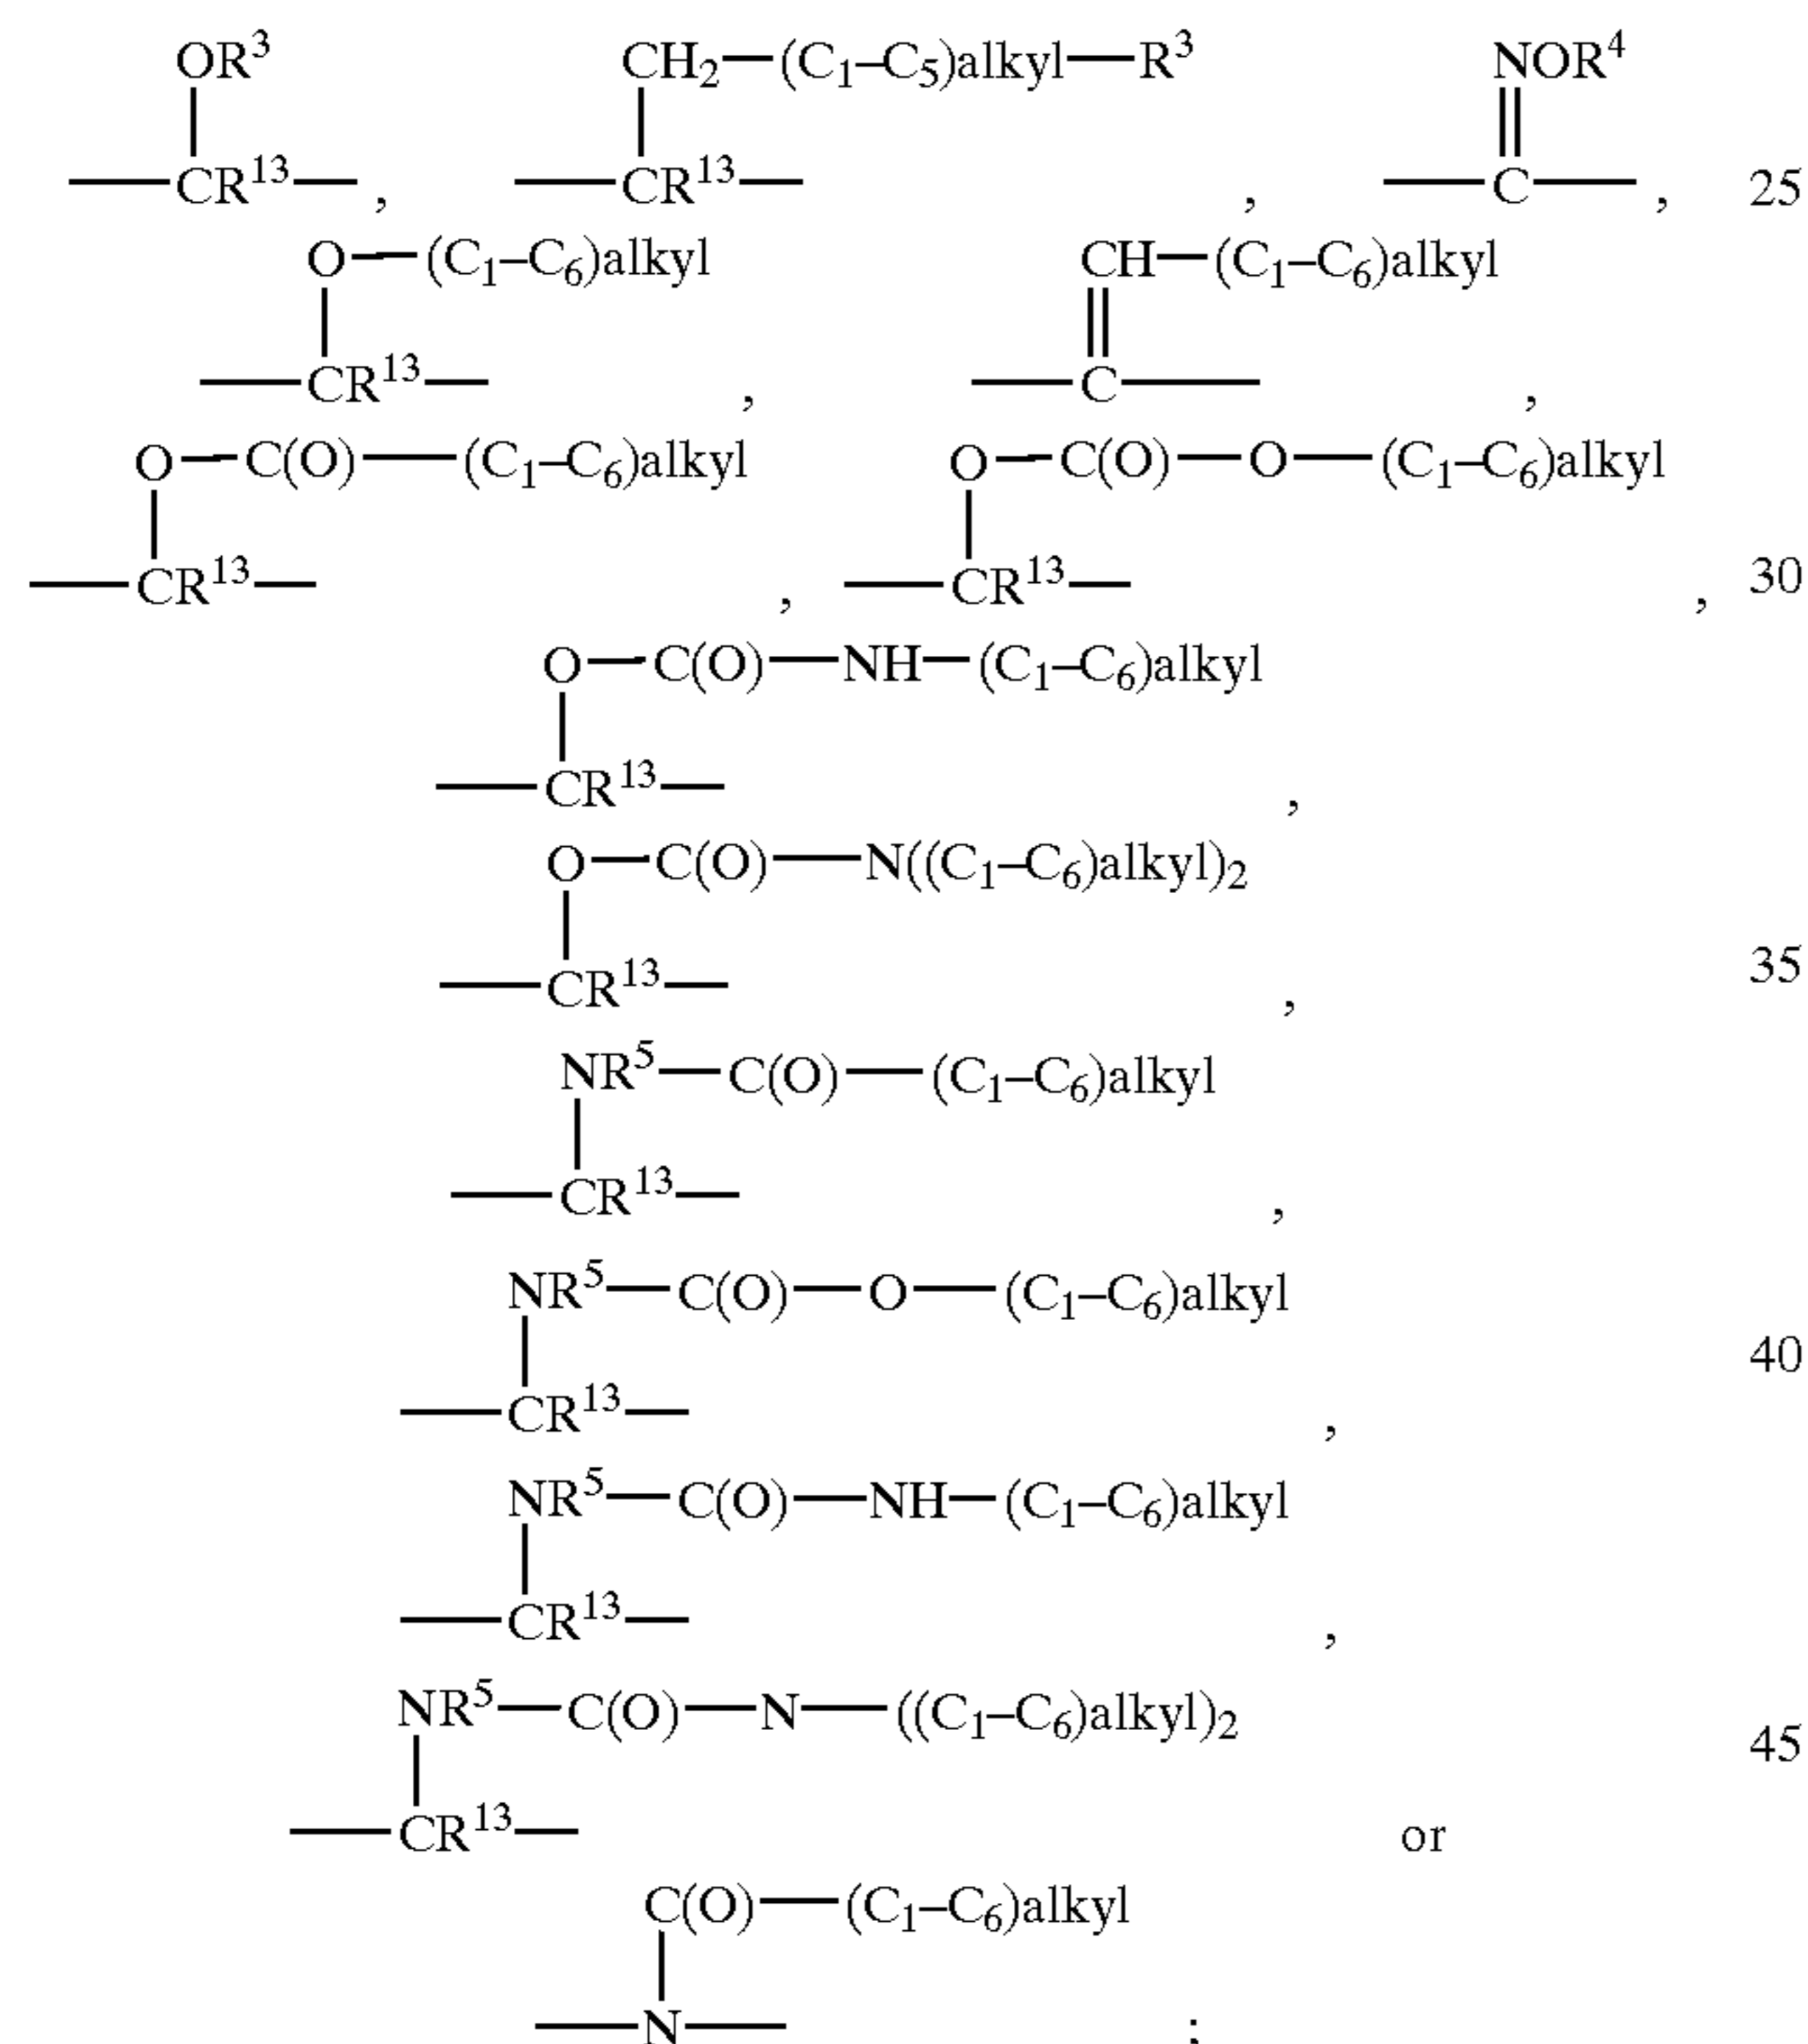 OR³ CH₂—(C₁–C₅)alkyl—R³ NOR⁴
—CR¹³—, —CR¹³—, —C—, 25
O—(C₁–C₆)alkyl CH—(C₁–C₆)alkyl
—CR¹³—, —C—,
O—C(O)—(C₁–C₆)alkyl O—C(O)—O—(C₁–C₆)alkyl
—CR¹³—, —CR¹³—, 30
O—C(O)—NH—(C₁–C₆)alkyl
—CR¹³—,
O—C(O)—N((C₁–C₆)alkyl)₂
—CR¹³—, 35
NR⁵—C(O)—(C₁–C₆)alkyl
—CR¹³—,
NR⁵—C(O)—O—(C₁–C₆)alkyl
40
—CR¹³—,
NR⁵—C(O)—NH—(C₁–C₆)alkyl
—CR¹³—,
NR⁵—C(O)—N—((C₁–C₆)alkyl)₂
45
—CR¹³— or
C(O)—(C₁–C₆)alkyl
—N—;